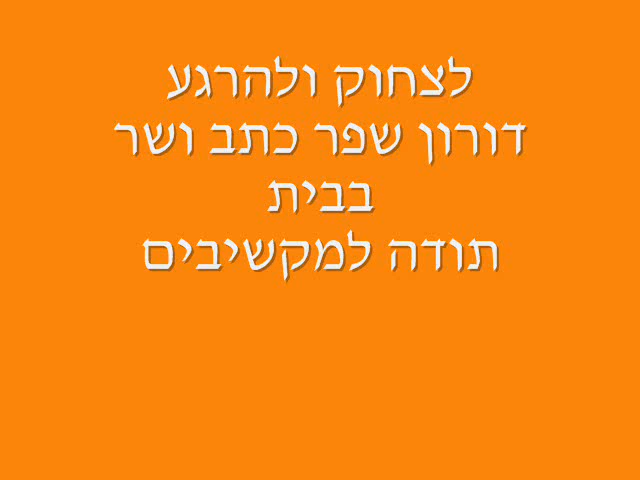 לצחוק ולהרגע
דורון שפר כתב ושר
בבית
תודה למקשיבים